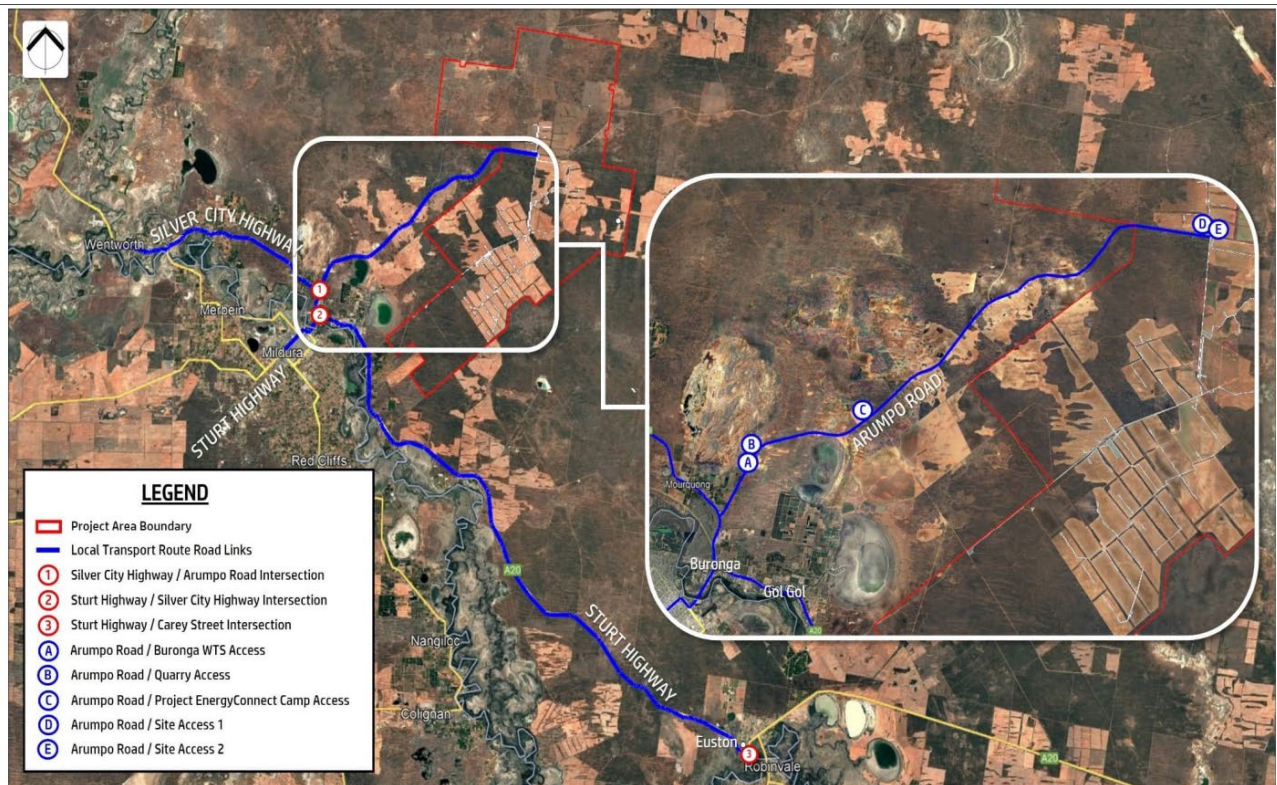 SILVER CITY HIGHWAY
Wentworth
1
Merbein
2
Mildura
STURT HIGHWAY
Red Cliffs
A20
Nangiloc
STURT HIGHWAY
Colignan
Euston
3
Robinvale
A20
D
E
C
ARUMPO ROAD
B
A
Mourquong
Buronga
Gol Gol
A20
LEGEND
Project Area Boundary
Local Transport Route Road Links
1 Silver City Highway / Arumpo Road Intersection
2 Sturt Highway / Silver City Highway Intersection
3 Sturt Highway / Carey Street Intersection
A Arumpo Road / Buronga WTS Access
B Arumpo Road / Quarry Access
C Arumpo Road / Project EnergyConnect Camp Access
D Arumpo Road / Site Access 1
E Arumpo Road / Site Access 2